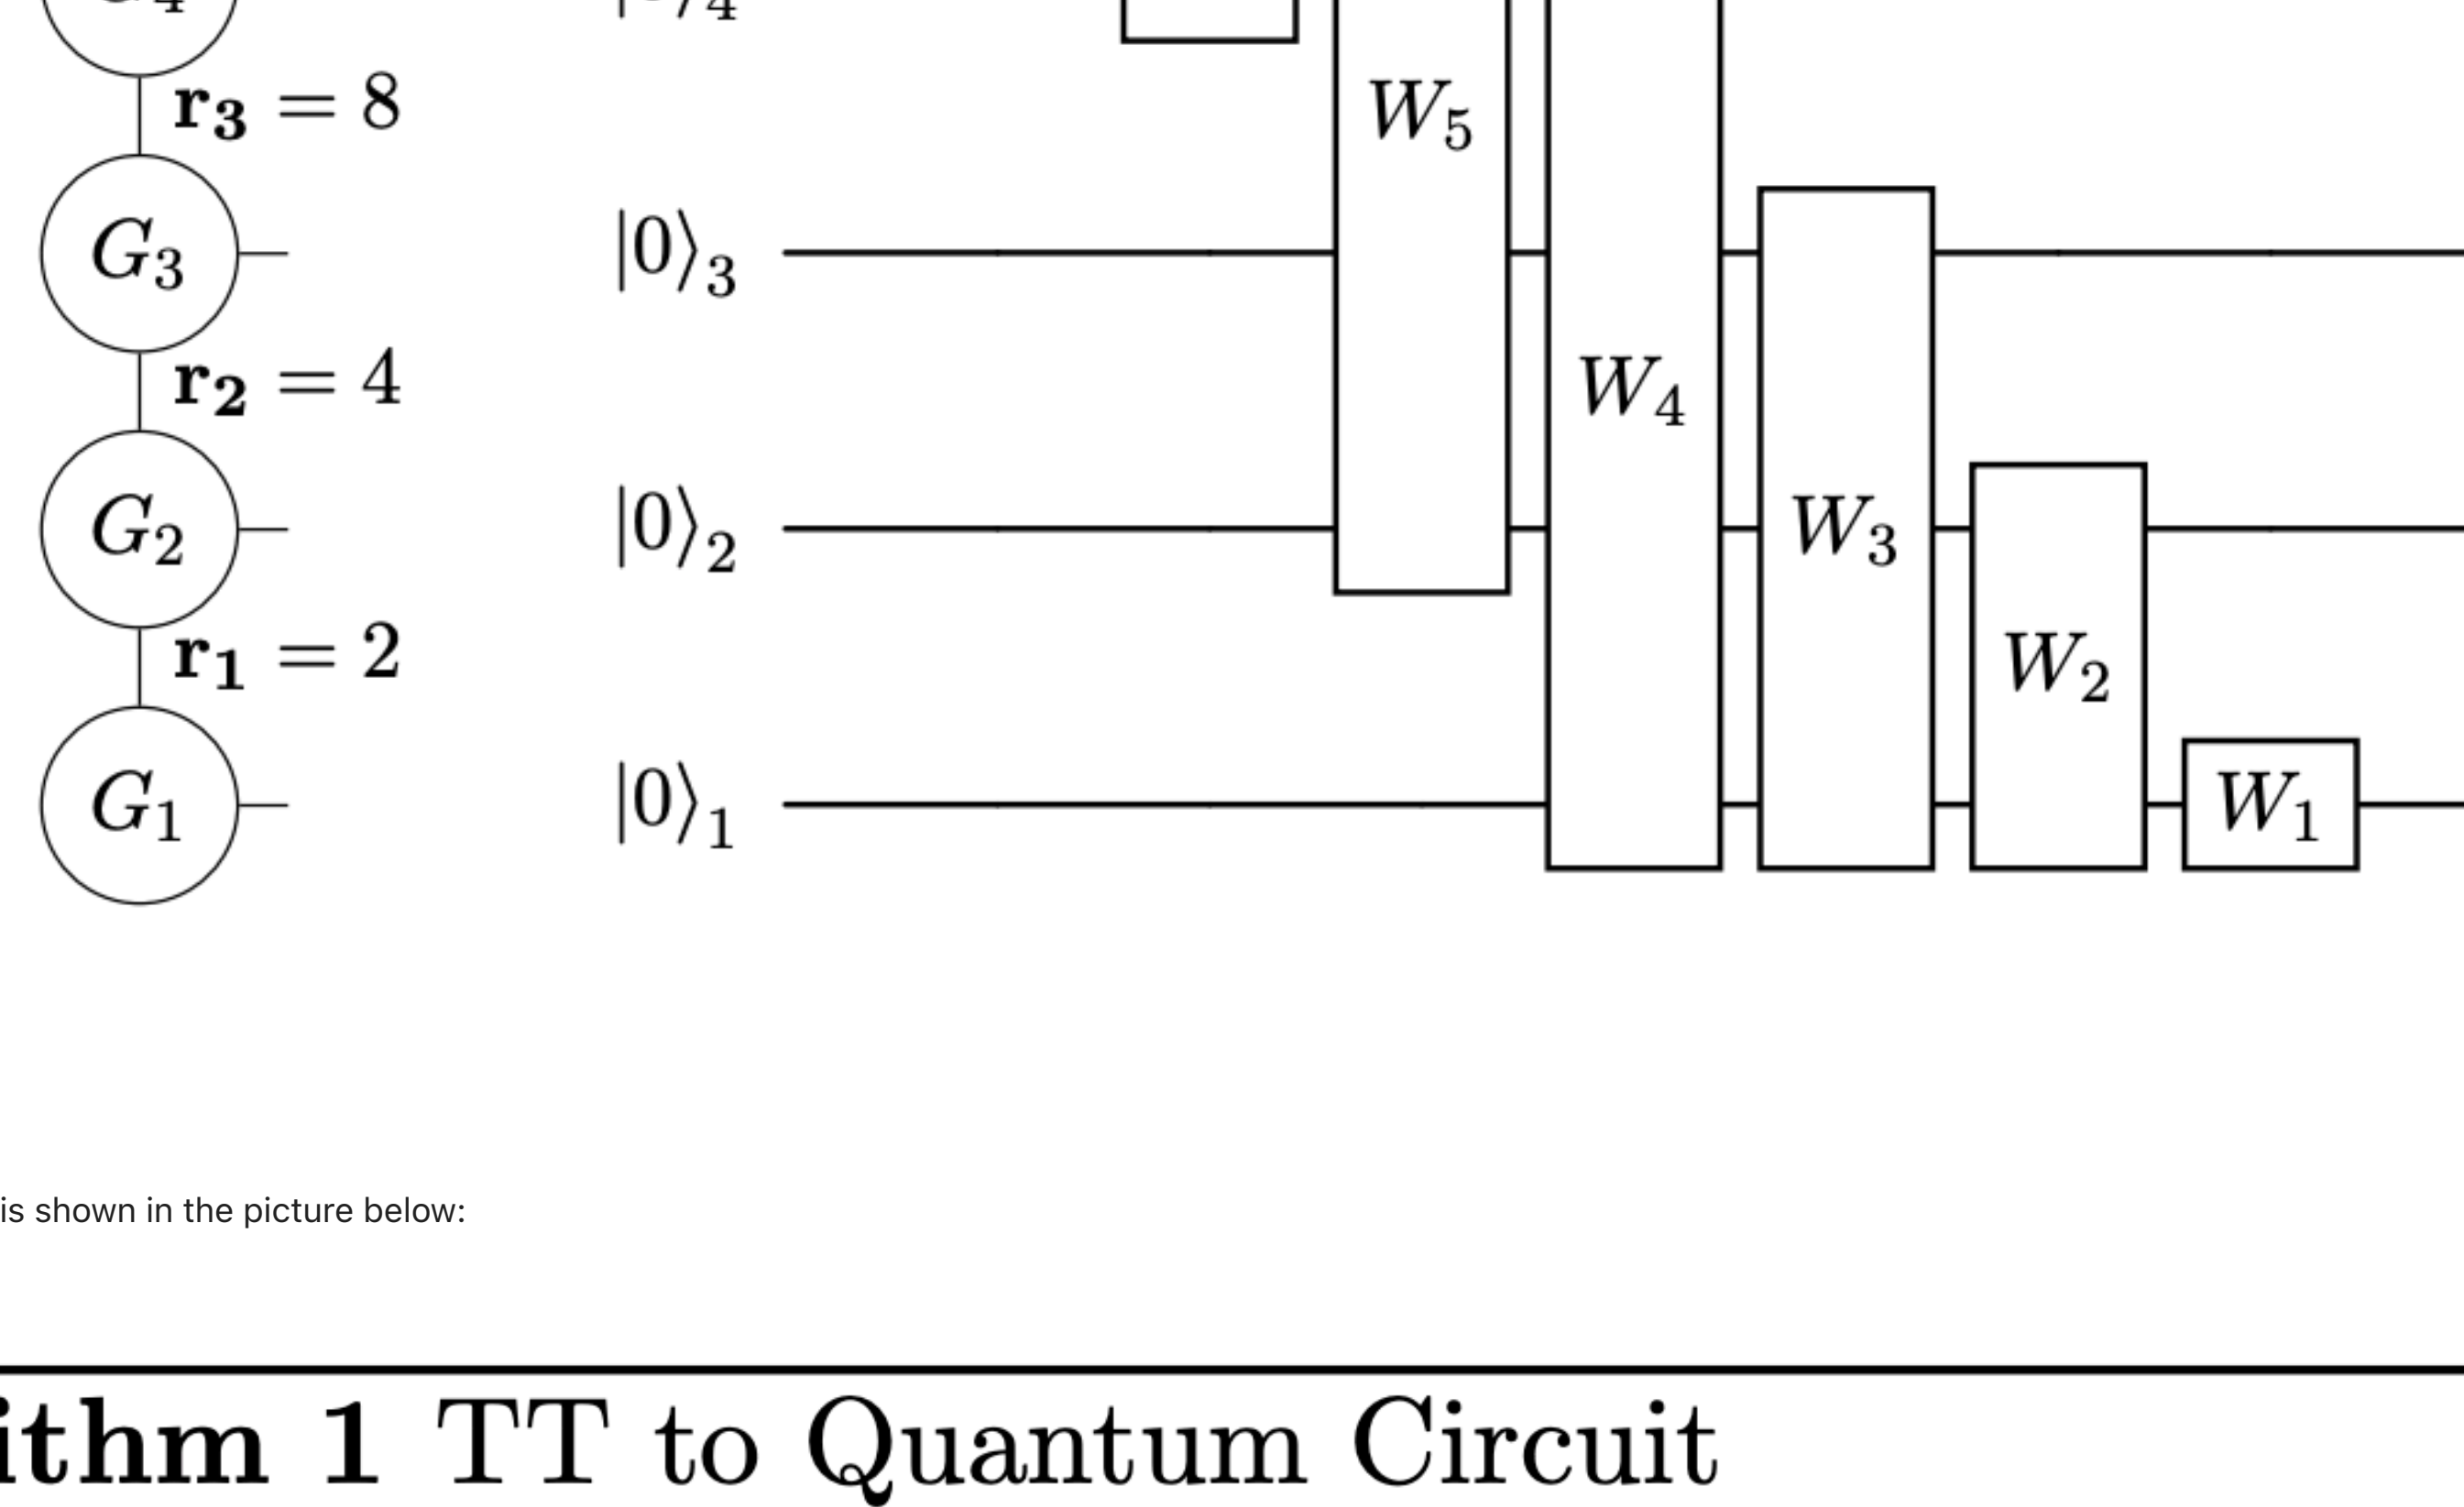 r₃ = 8
W₅
G₃ |0⟩₃
r₂ = 4
W₄
G₂ |0⟩₂ W₃
r₁ = 2
W₂
G₁ |0⟩₁ W₁
is shown in the picture below:
1 TT to Quantum Circuit